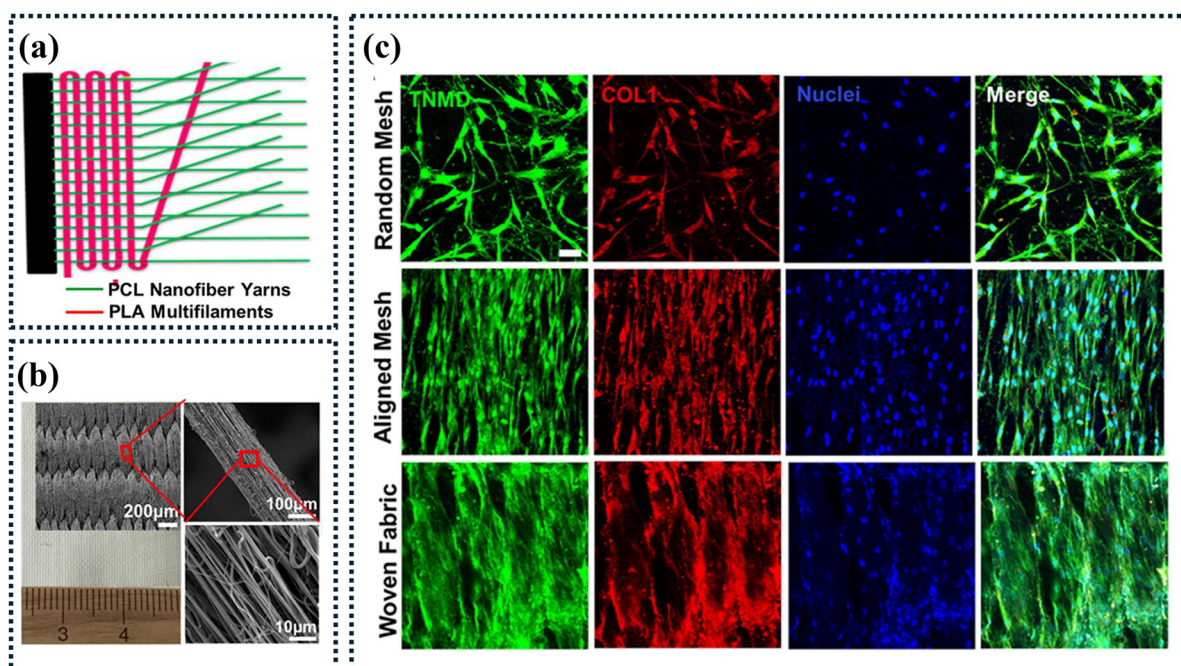 (a)
PCL Nanofiber Yarns
PLA Multifilaments
(b)
200μm
100μm
3 4
10μm
(c)
TNMD COL1 Nuclei Merge
Random Mesh
Aligned Mesh
Woven Fabric